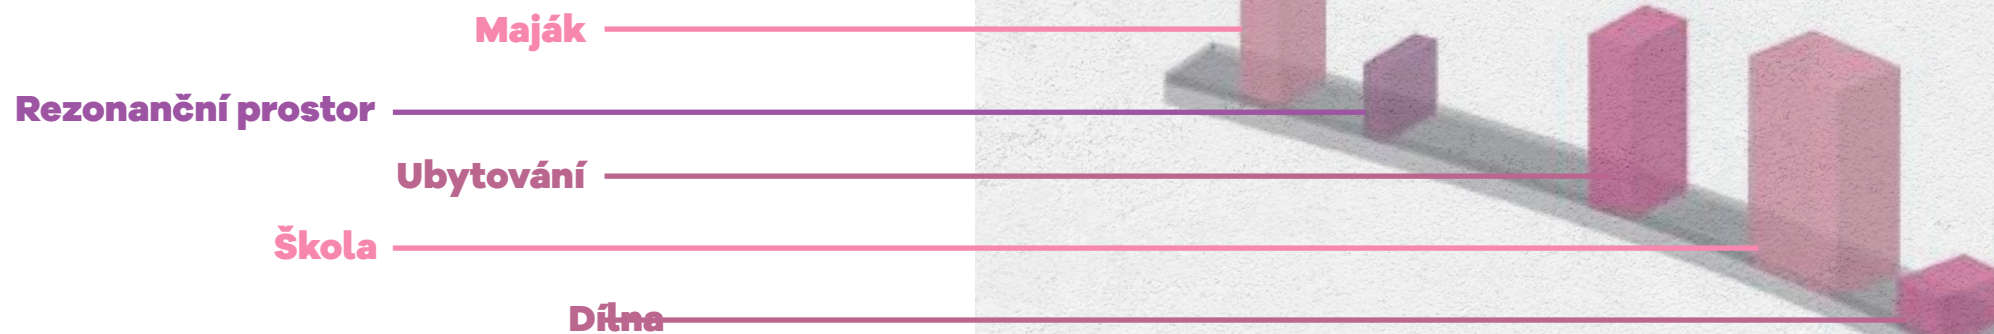 Maják
Rezonanční prostor
Ubytování
Škola
Dílna